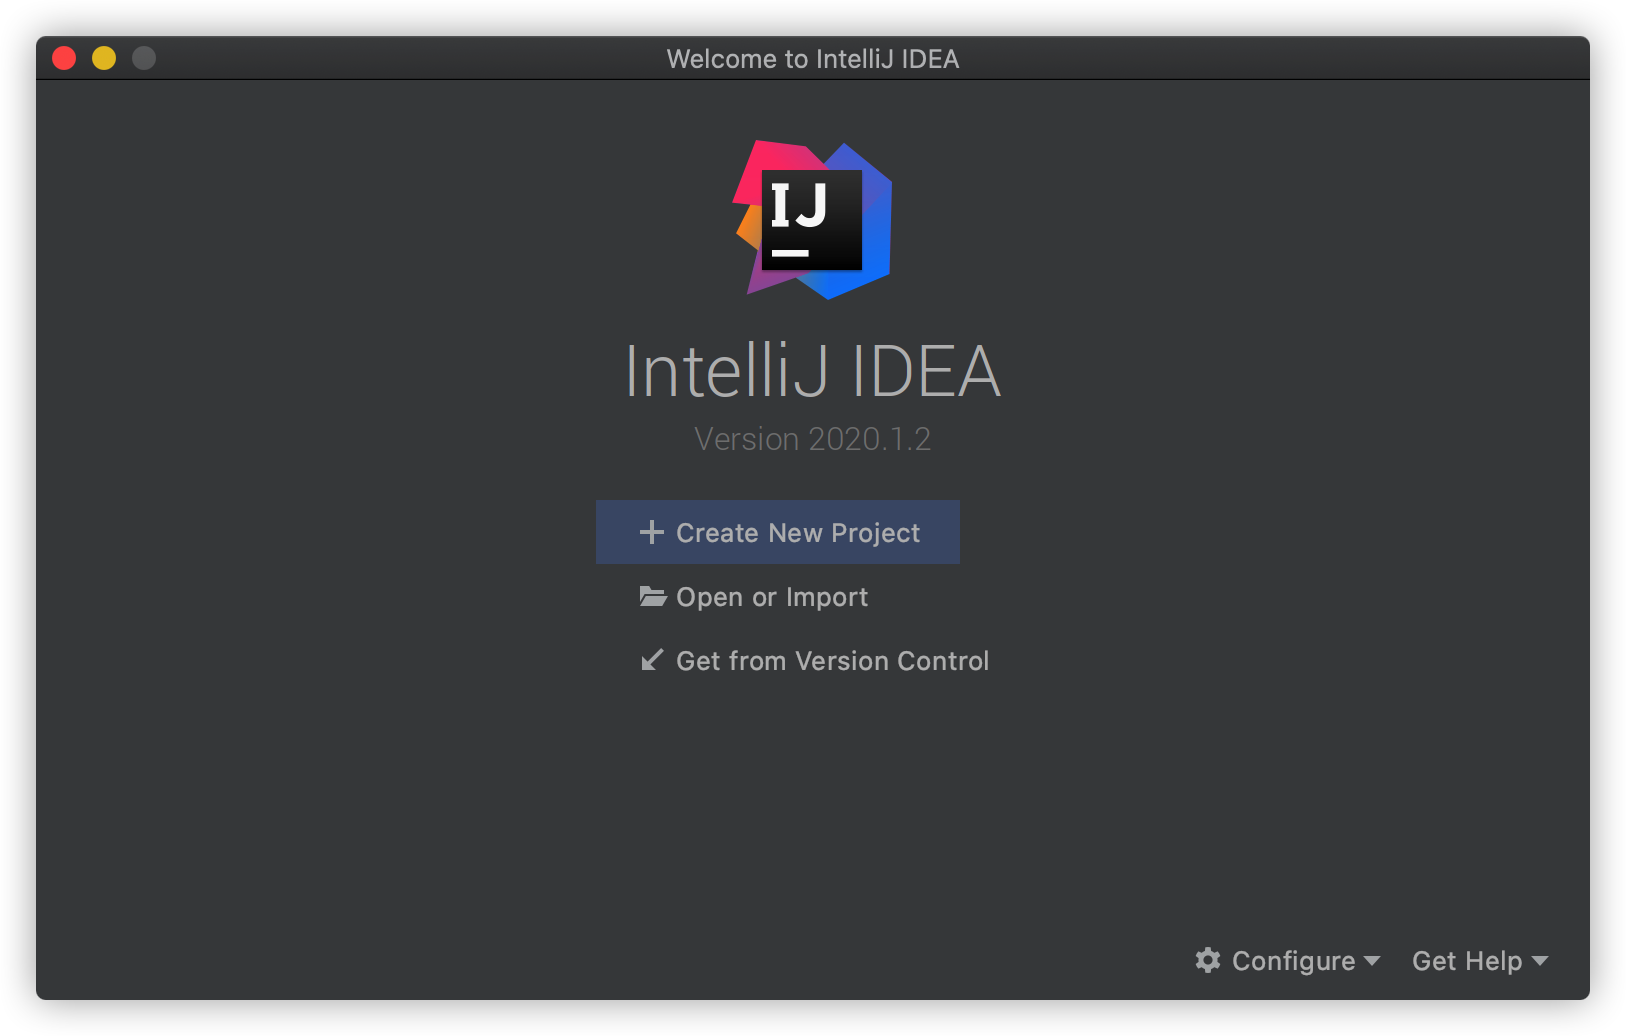 Welcome to IntelliJ IDEA
IJ
IntelliJ IDEA
Version 2020.1.2
Create New Project
Open or Import
Get from Version Control
Configure
Get Help